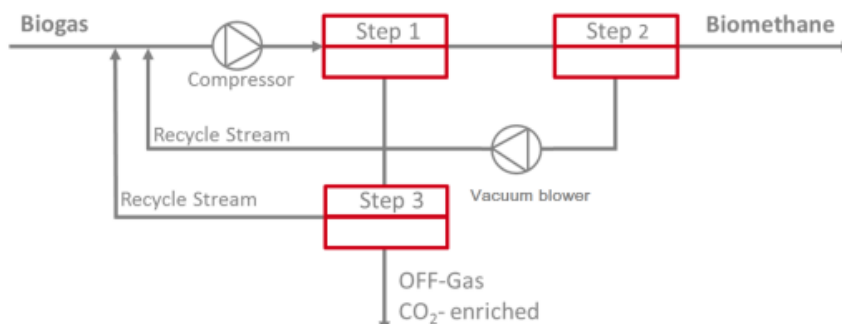 Biogas
Step 1
Step 2
Biomethane
Compressor
Recycle Stream
Recycle Stream
Step 3
Vacuum blower
OFF-Gas
CO₂- enriched